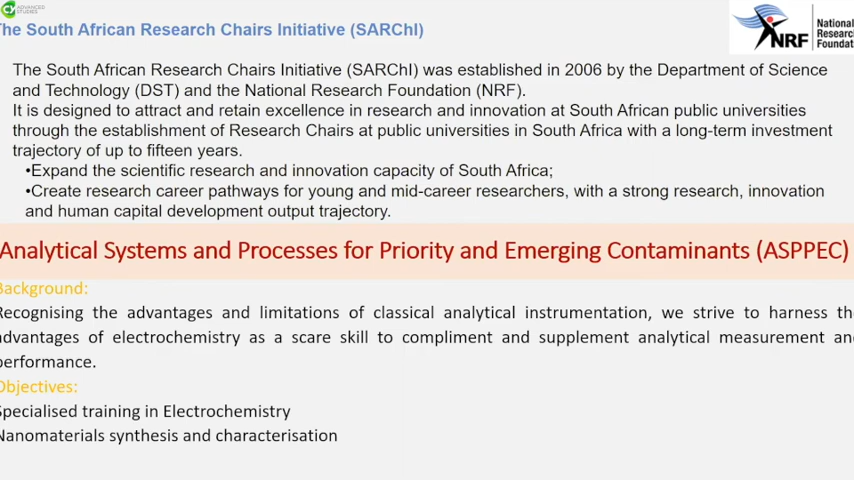 ADVANCED
STUDIES
The South African Research Chairs Initiative (SARChI)
NRF
National
Research
Foundat
The South African Research Chairs Initiative (SARChI) was established in 2006 by the Department of Science
and Technology (DST) and the National Research Foundation (NRF).
It is designed to attract and retain excellence in research and innovation at South African public universities
through the establishment of Research Chairs at public universities in South Africa with a long-term investment
trajectory of up to fifteen years.
•Expand the scientific research and innovation capacity of South Africa;
•Create research career pathways for young and mid-career researchers, with a strong research, innovation
and human capital development output trajectory.
Analytical Systems and Processes for Priority and Emerging Contaminants (ASPPEC)
Background:
Recognising the advantages and limitations of classical analytical instrumentation, we strive to harness the
advantages of electrochemistry as a scare skill to compliment and supplement analytical measurement and
performance.
Objectives:
Specialised training in Electrochemistry
Nanomaterials synthesis and characterisation